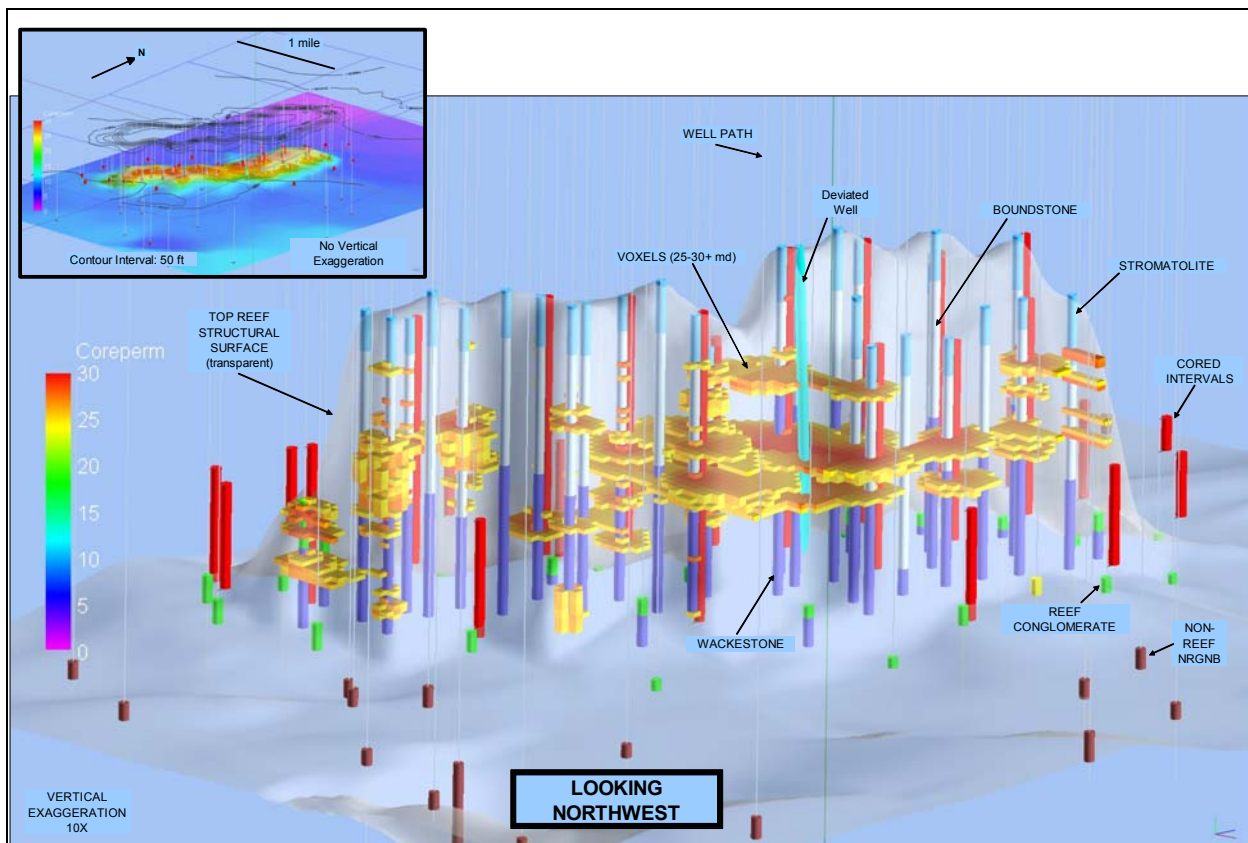 N
1 mile
Coreperm
Contour Interval: 50 ft
No Vertical
Exaggeration
WELL PATH
Deviated
Well
BOUNDSTONE
VOXELS (25-30+ md)
STROMATOLITE
TOP REEF
STRUCTURAL
SURFACE
(transparent)
CORED
INTERVALS
Coreperm
30
25
20
15
10
5
0
WACKESTONE
REEF
CONGLOMERATE
NON-
REEF
NRGNB
VERTICAL
EXAGGERATION
10X
LOOKING
NORTHWEST